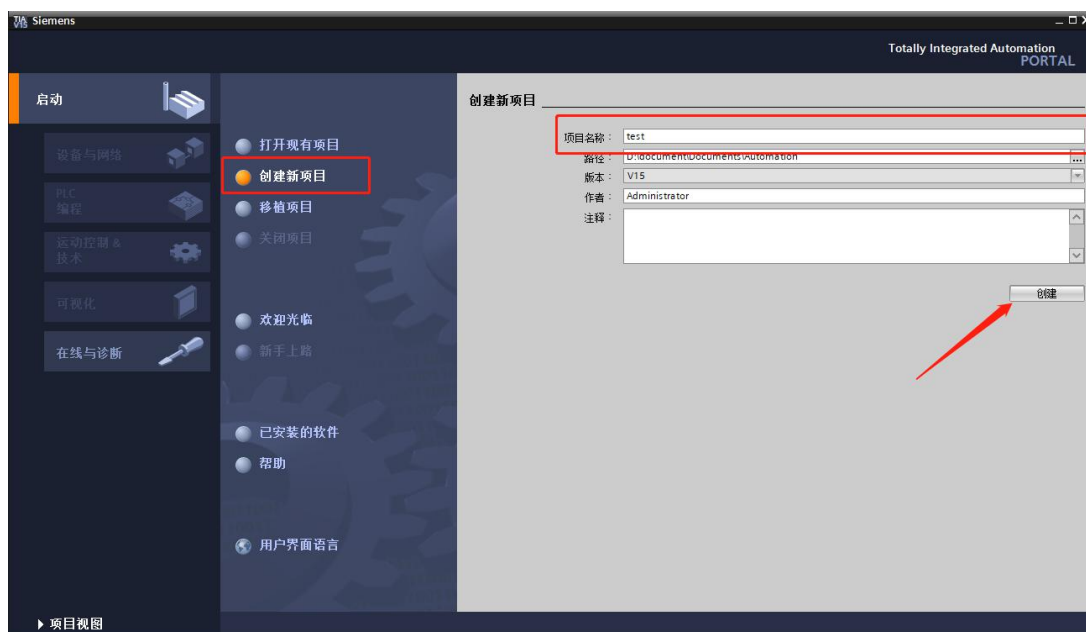 TIA
V15
Siemens
Totally Integrated Automation
PORTAL
启动
设备与网络
PLC
编程
运动控制 &
技术
可视化
在线与诊断
打开现有项目
创建新项目
移植项目
关闭项目
欢迎光临
新手上路
已安装的软件
帮助
用户界面语言
创建新项目
项目名称: test
路径: D:\document\Documents\Automation
...
版本: V15
作者: Administrator
注释:
创建
项目视图